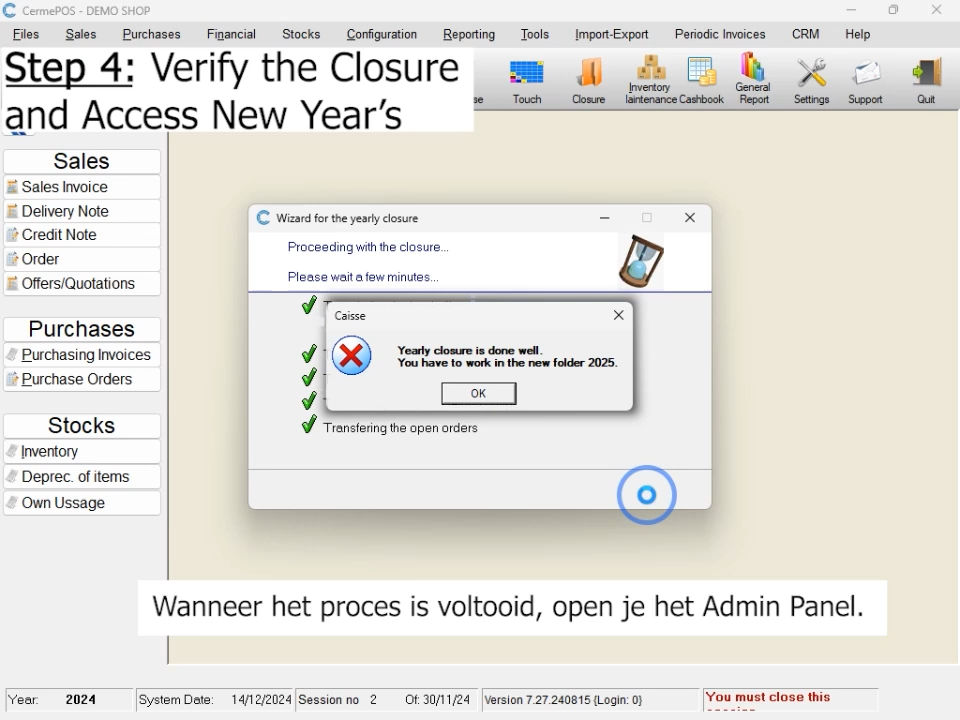 CermePOS - DEMO SHOP
Files Sales Purchases Financial Stocks Configuration Reporting Tools Import-Export Periodic Invoices CRM Help
Step 4: Verify the Closure
and Access New Year's
Touch
Closure
Inventory
Cashbook
General
Report
Settings
Support
Quit
Sales
Sales Invoice
Delivery Note
Credit Note
Order
Offers/Quotations
Purchases
Purchasing Invoices
Purchase Orders
Stocks
Inventory
Deprec. of items
Own Ussage
Wizard for the yearly closure
Proceeding with the closure...
Please wait a few minutes...
Caisse
Yearly closure is done well.
You have to work in the new folder 2025.
OK
Transfering the open orders
Wanneer het proces is voltooid, open je het Admin Panel.
Year: 2024 System Date: 14/12/2024 Session no 2 Of: 30/11/24 Version 7.27.240815 {Login: 0} You must close this